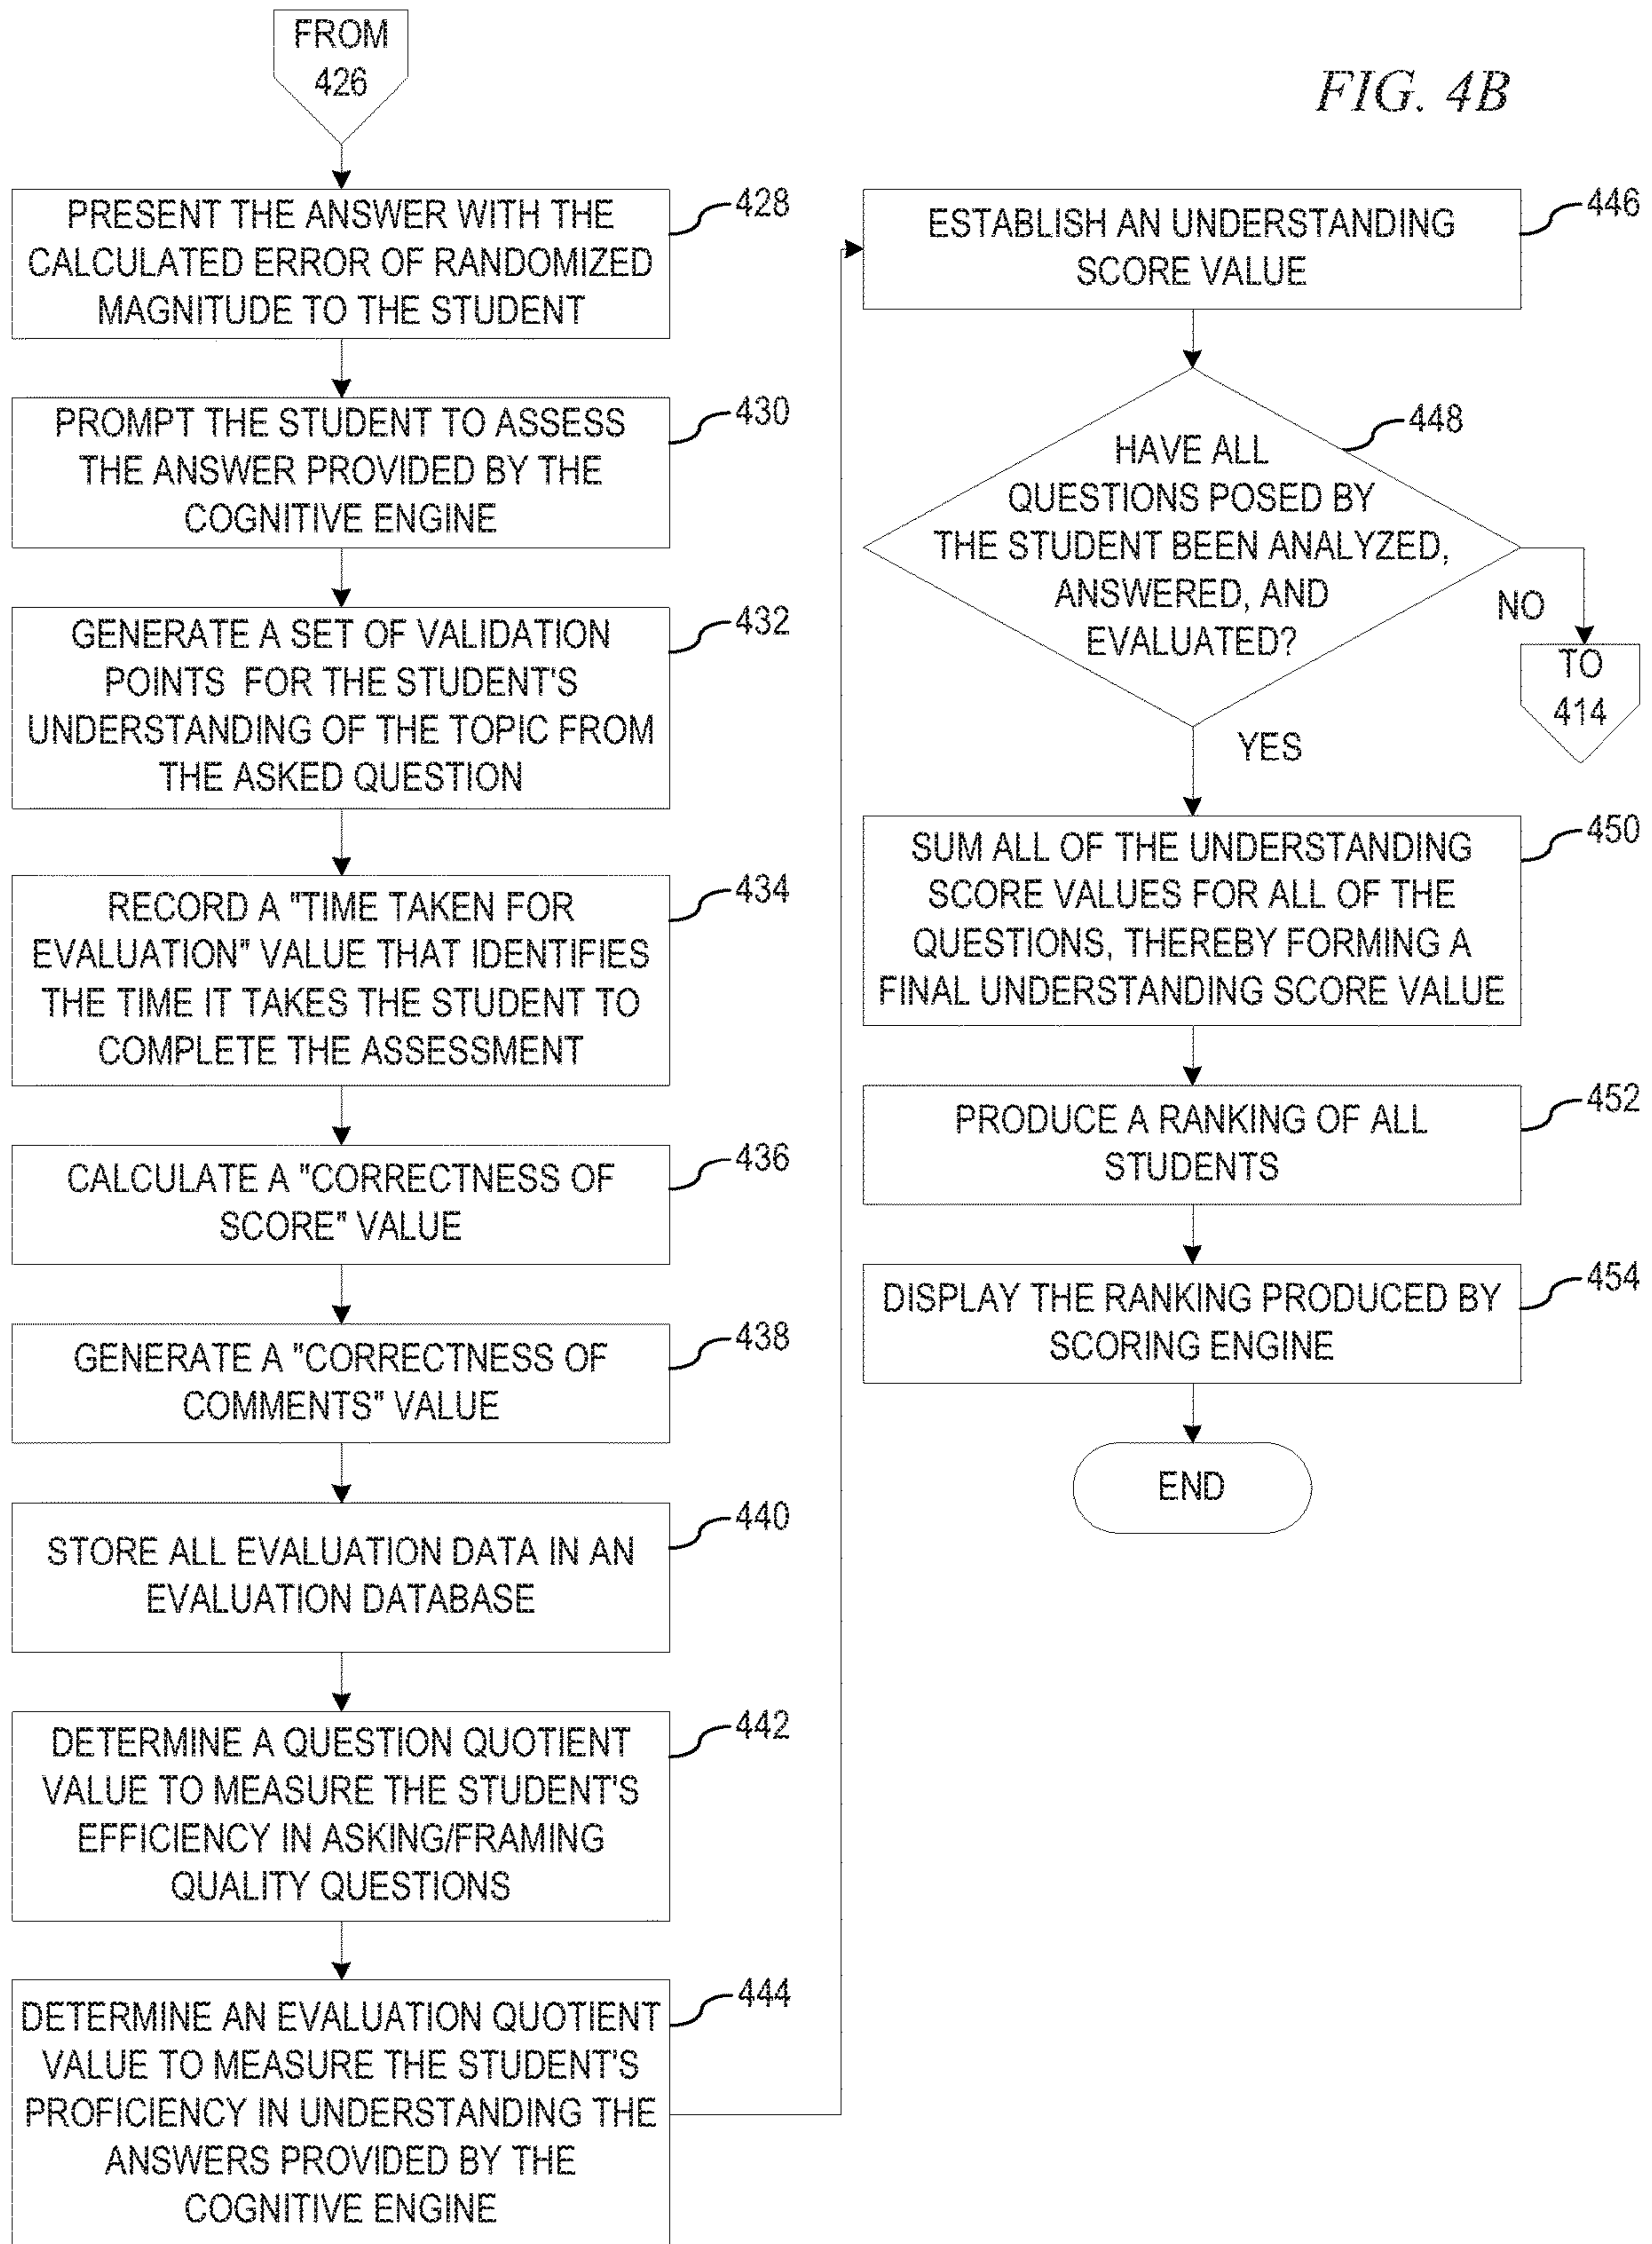 FROM
426
FIG. 4B
PRESENT THE ANSWER WITH THE
CALCULATED ERROR OF RANDOMIZED
MAGNITUDE TO THE STUDENT
428
PROMPT THE STUDENT TO ASSESS
THE ANSWER PROVIDED BY THE
COGNITIVE ENGINE
430
GENERATE A SET OF VALIDATION
POINTS FOR THE STUDENT'S
UNDERSTANDING OF THE TOPIC FROM
THE ASKED QUESTION
432
RECORD A "TIME TAKEN FOR
EVALUATION" VALUE THAT IDENTIFIES
THE TIME IT TAKES THE STUDENT TO
COMPLETE THE ASSESSMENT
434
CALCULATE A "CORRECTNESS OF
SCORE" VALUE
436
GENERATE A "CORRECTNESS OF
COMMENTS" VALUE
438
STORE ALL EVALUATION DATA IN AN
EVALUATION DATABASE
440
DETERMINE A QUESTION QUOTIENT
VALUE TO MEASURE THE STUDENT'S
EFFICIENCY IN ASKING/FRAMING
QUALITY QUESTIONS
442
DETERMINE AN EVALUATION QUOTIENT
VALUE TO MEASURE THE STUDENT'S
PROFICIENCY IN UNDERSTANDING THE
ANSWERS PROVIDED BY THE
COGNITIVE ENGINE
444
ESTABLISH AN UNDERSTANDING
SCORE VALUE
446
HAVE ALL
QUESTIONS POSED BY
THE STUDENT BEEN ANALYZED,
ANSWERED, AND
EVALUATED?
448
NO
TO
414
YES
SUM ALL OF THE UNDERSTANDING
SCORE VALUES FOR ALL OF THE
QUESTIONS, THEREBY FORMING A
FINAL UNDERSTANDING SCORE VALUE
450
PRODUCE A RANKING OF ALL
STUDENTS
452
DISPLAY THE RANKING PRODUCED BY
SCORING ENGINE
454
END